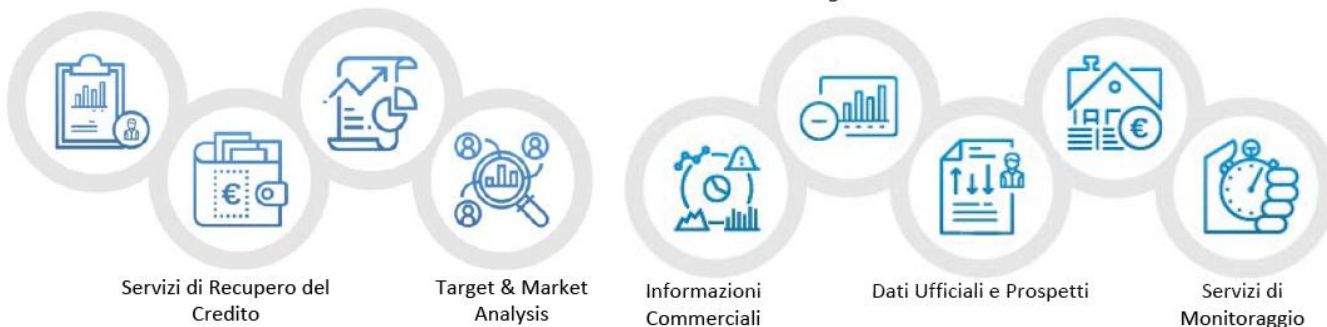 Servizi di Recupero del
Credito
Target & Market
Analysis
Informazioni
Commerciali
Dati Ufficiali e Prospetti
Servizi di
Monitoraggio
€
€